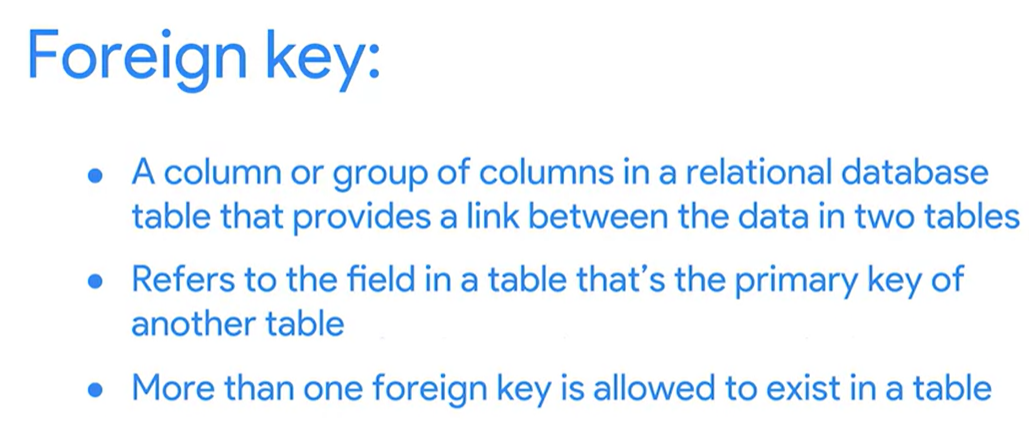 Foreign key:
• A column or group of columns in a relational database
table that provides a link between the data in two tables
• Refers to the field in a table that's the primary key of
another table
• More than one foreign key is allowed to exist in a table